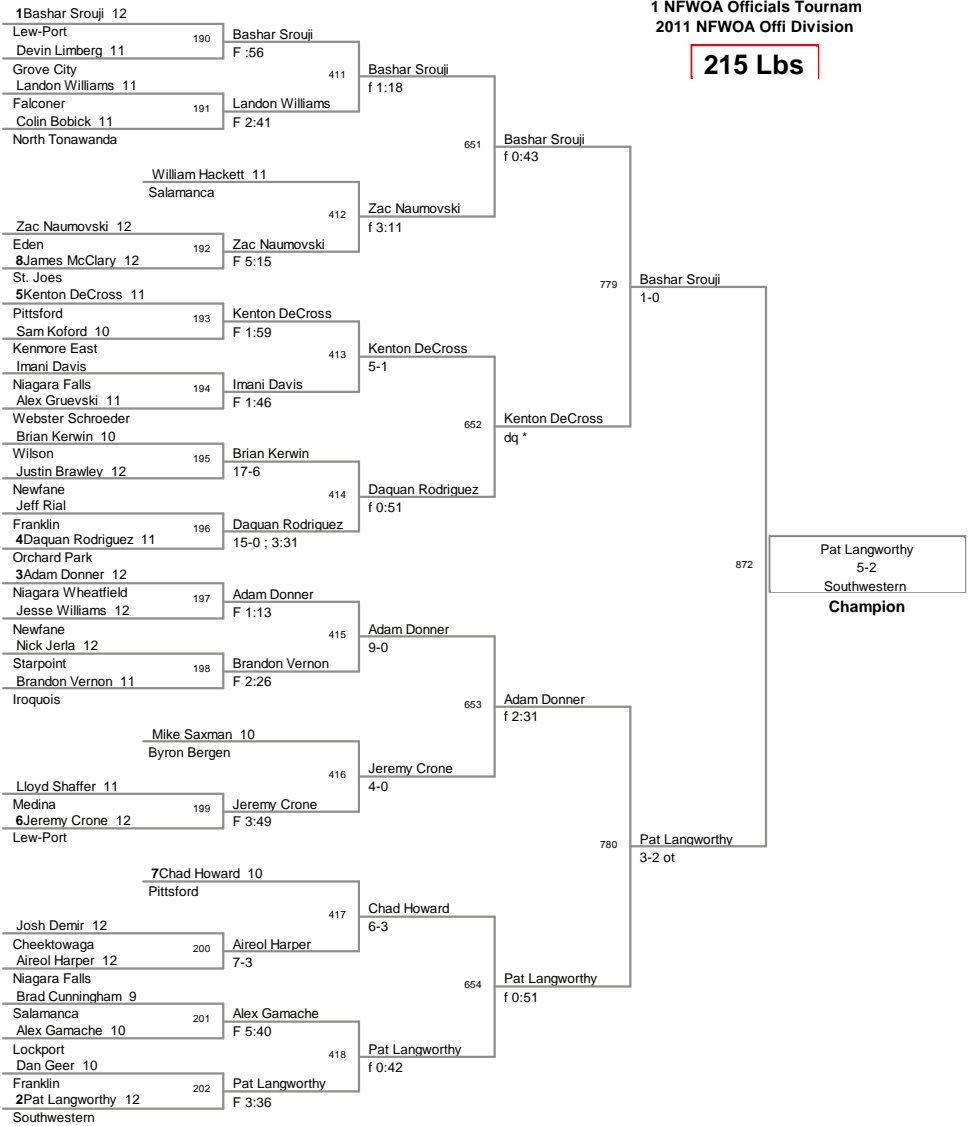 1 NFWOA Officials Tournam
2011 NFWOA Offi Division
215 Lbs
1Bashar Srouji 12
Lew-Port
190
Devin Limberg 11
Grove City
Landon Williams 11
Falconer
191
Colin Bobick 11
North Tonawanda
William Hackett 11
Salamanca
Zac Naumovski 12
Eden
192
8James McClary 12
St. Joes
5Kenton DeCross 11
Pittsford
193
Sam Koford 10
Kenmore East
Imani Davis
Niagara Falls
194
Alex Gruevski 11
Webster Schroeder
Brian Kerwin 10
Wilson
195
Justin Brawley 12
Newfane
Jeff Rial
Franklin
196
4Daquan Rodriguez 11
Orchard Park
3Adam Donner 12
Niagara Wheatfield
197
Jesse Williams 12
Newfane
Nick Jerla 12
Starpoint
198
Brandon Vernon 11
Iroquois
Mike Saxman 10
Byron Bergen
Lloyd Shaffer 11
Medina
199
6Jeremy Crone 12
Lew-Port
7Chad Howard 10
Pittsford
Josh Demir 12
Cheektowaga
200
Aireol Harper 12
Niagara Falls
Brad Cunningham 9
Salamanca
201
Alex Gamache 10
Lockport
Dan Geer 10
Franklin
202
2Pat Langworthy 12
Southwestern
Bashar Srouji
F :56
411
Landon Williams
F 2:41
412
Zac Naumovski
F 5:15
Kenton DeCross
F 1:59
413
Imani Davis
F 1:46
Brian Kerwin
17-6
414
Daquan Rodriguez
15-0 ; 3:31
Adam Donner
F 1:13
415
Brandon Vernon
F 2:26
416
Jeremy Crone
F 3:49
417
Aireol Harper
7-3
Alex Gamache
F 5:40
418
Pat Langworthy
F 3:36
Bashar Srouji
f 1:18
651
Zac Naumovski
f 3:11
Kenton DeCross
5-1
652
Daquan Rodriguez
f 0:51
Adam Donner
9-0
653
Jeremy Crone
4-0
Chad Howard
6-3
654
Pat Langworthy
f 0:42
Bashar Srouji
f 0:43
779
Kenton DeCross
dq *
Adam Donner
f 2:31
780
Pat Langworthy
f 0:51
Bashar Srouji
1-0
872
Pat Langworthy
3-2 ot
Pat Langworthy
5-2
Southwestern
Champion